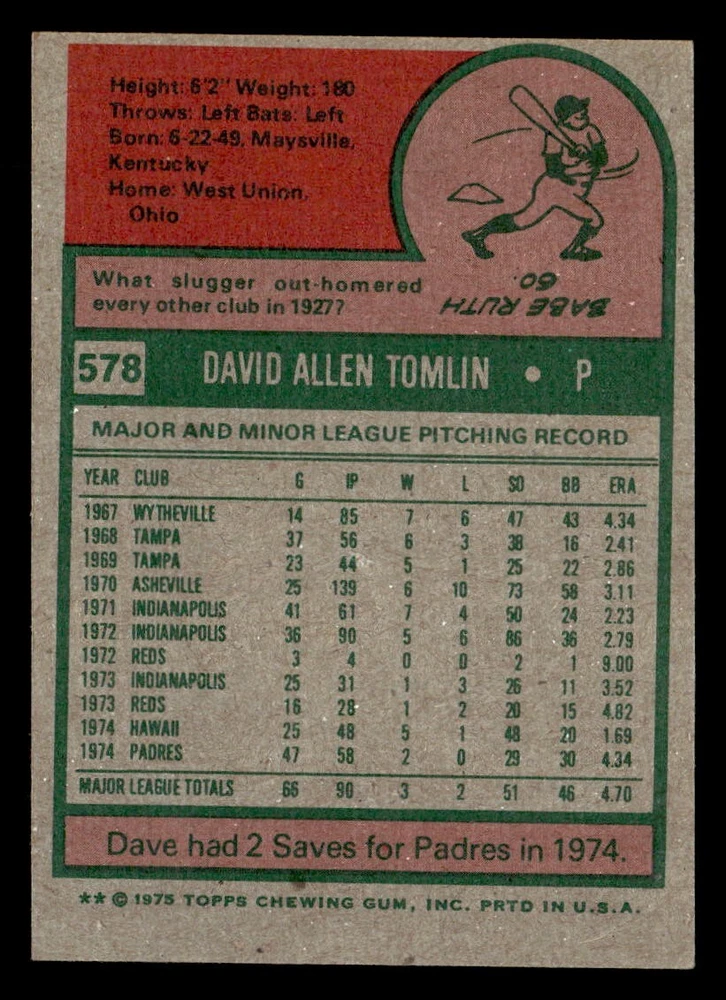 Height: 6'2" Weight: 180
Throws: Left Bats: Left
Born: 6-22-49, Maysville,
Kentucky
Home: West Union,
Ohio
What slugger out-homered
every other club in 1927?
BABE RUTH
60.
578 DAVID ALLEN TOMLIN • P
MAJOR AND MINOR LEAGUE PITCHING RECORD
YEAR CLUB G IP W L SO BB ERA
1967 WYTHEVILLE 14 85 7 6 47 43 4.34
1968 TAMPA 37 56 6 3 38 16 2.41
1969 TAMPA 23 44 5 1 25 22 2.86
1970 ASHEVILLE 25 139 6 10 73 58 3.11
1971 INDIANAPOLIS 41 61 7 4 50 24 2.23
1972 INDIANAPOLIS 36 90 5 6 86 36 2.79
1972 REDS 3 4 0 0 2 1 9.00
1973 INDIANAPOLIS 25 31 1 3 26 11 3.52
1973 REDS 16 28 1 2 20 15 4.82
1974 HAWAII 25 48 5 1 48 20 1.69
1974 PADRES 47 58 2 0 29 30 4.34
MAJOR LEAGUE TOTALS 66 90 3 2 51 46 4.70
Dave had 2 Saves for Padres in 1974.
** © 1975 TOPPS CHEWING GUM, INC. PRTD IN U.S.A.